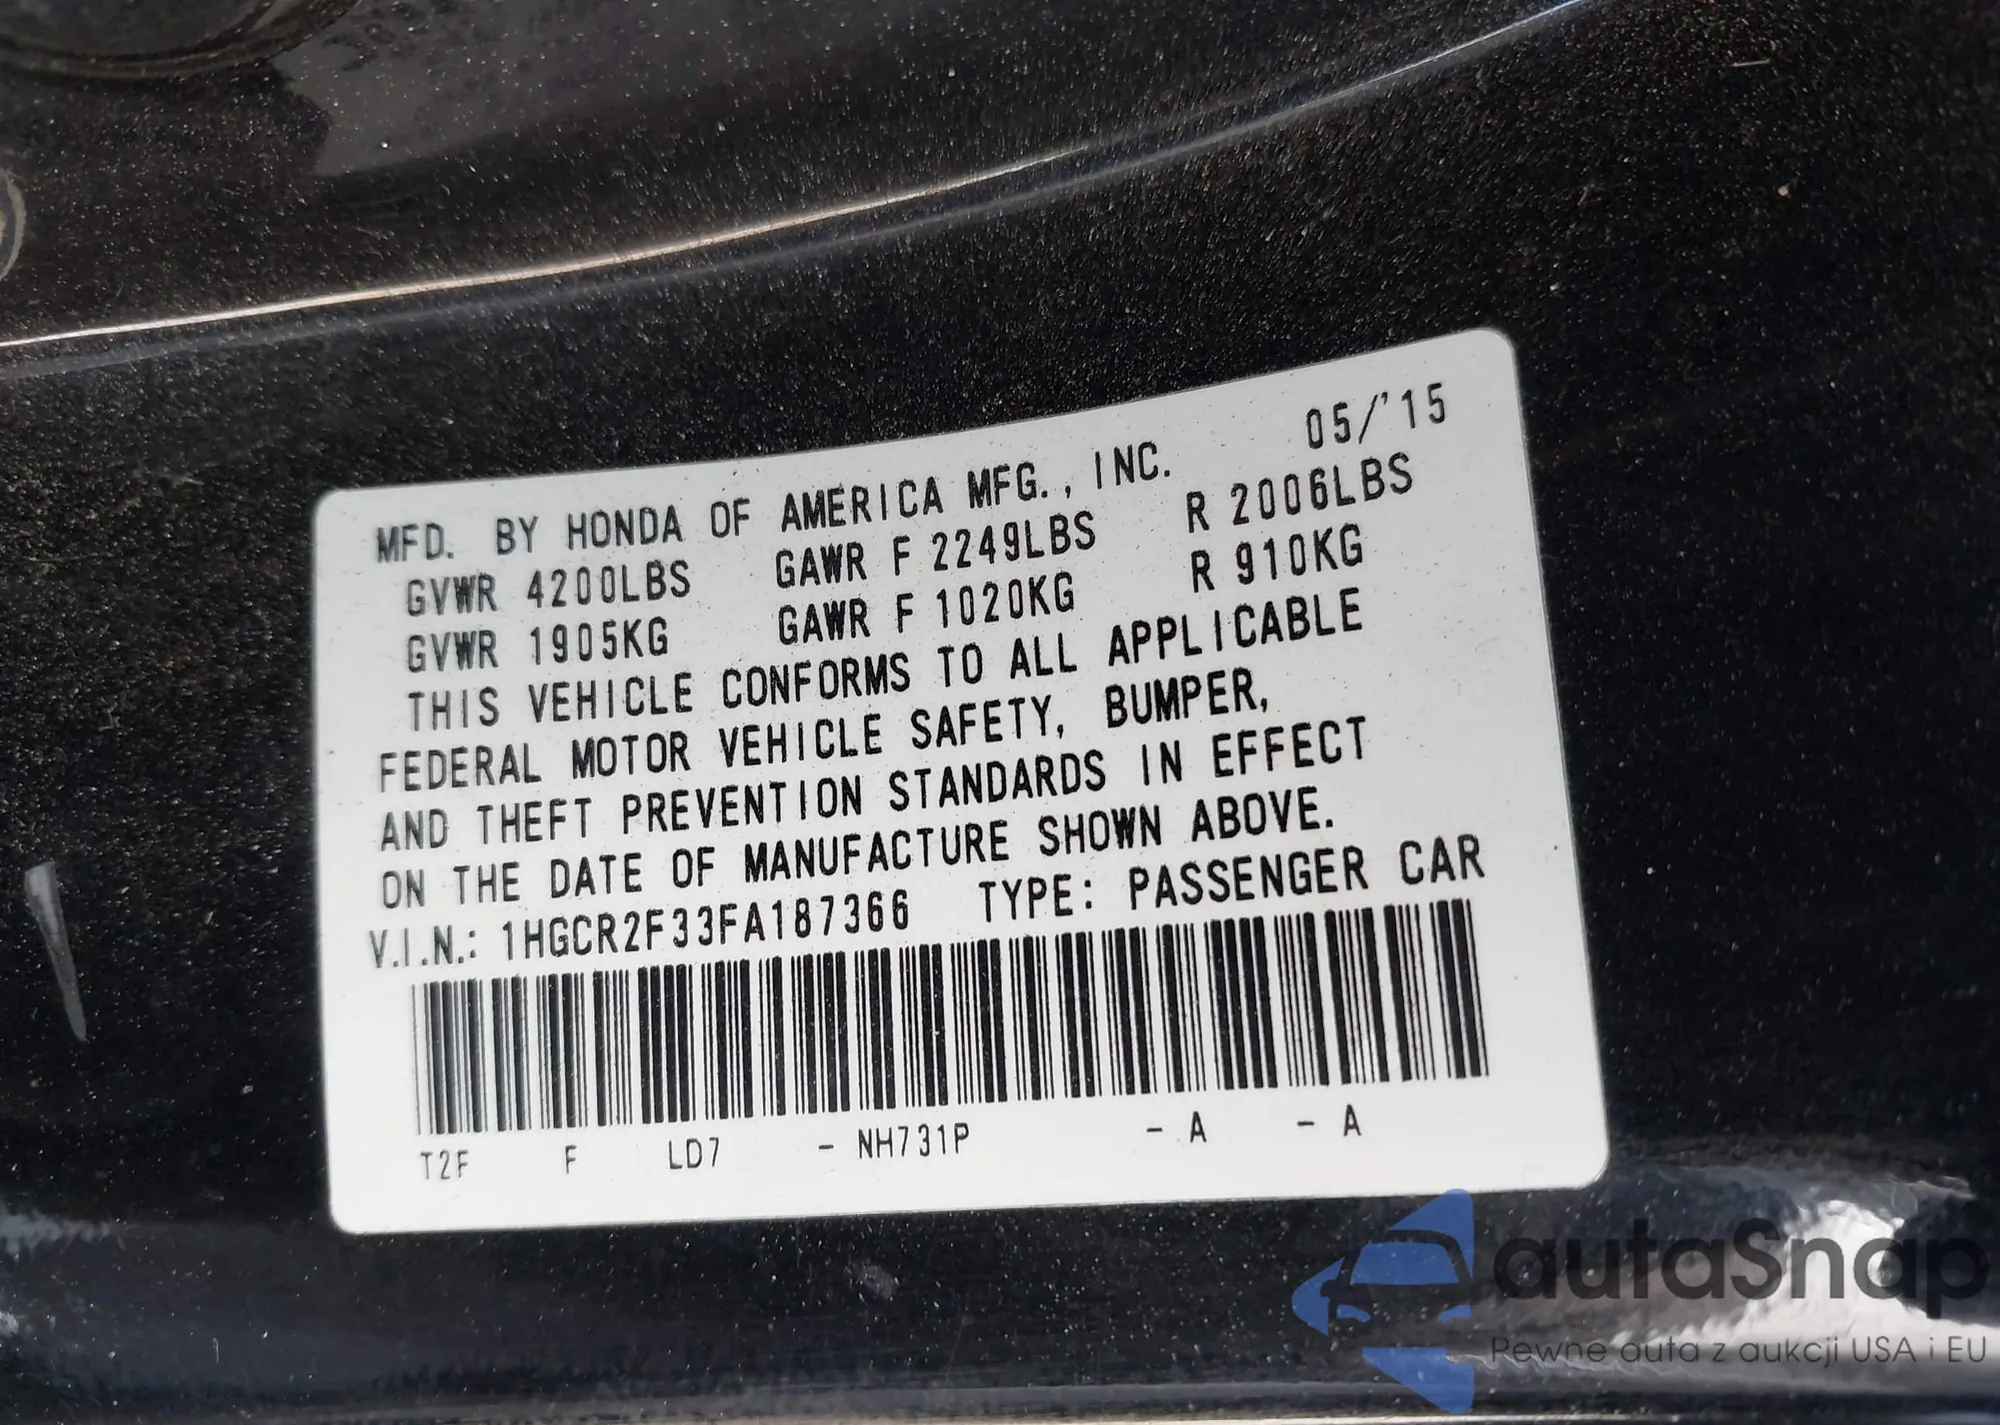 05/'15
MFD. BY HONDA OF AMERICA MFG., INC.
GVWR 4200LBS GAWR F 2249LBS R 2006LBS
GVWR 1905KG GAWR F 1020KG R 910KG
THIS VEHICLE CONFORMS TO ALL APPLICABLE
FEDERAL MOTOR VEHICLE SAFETY, BUMPER,
AND THEFT PREVENTION STANDARDS IN EFFECT
ON THE DATE OF MANUFACTURE SHOWN ABOVE.
V.I.N.: 1HGCR2F33FA187366 TYPE: PASSENGER CAR
T2F F LD7 - NH731P - A - A
autaSnap
Pewne auta z aukcji USA i EU